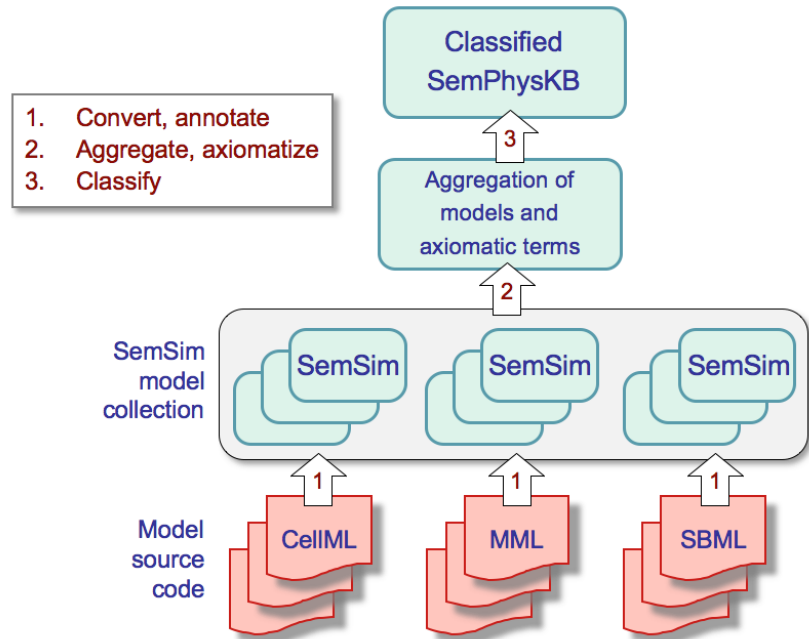 Classified
SemPhysKB
3
1. Convert, annotate
2. Aggregate, axiomatize
3. Classify
Aggregation of
models and
axiomatic terms
2
SemSim
model
collection
SemSim
SemSim
SemSim
1
1
1
Model
source
code
CellML
MML
SBML